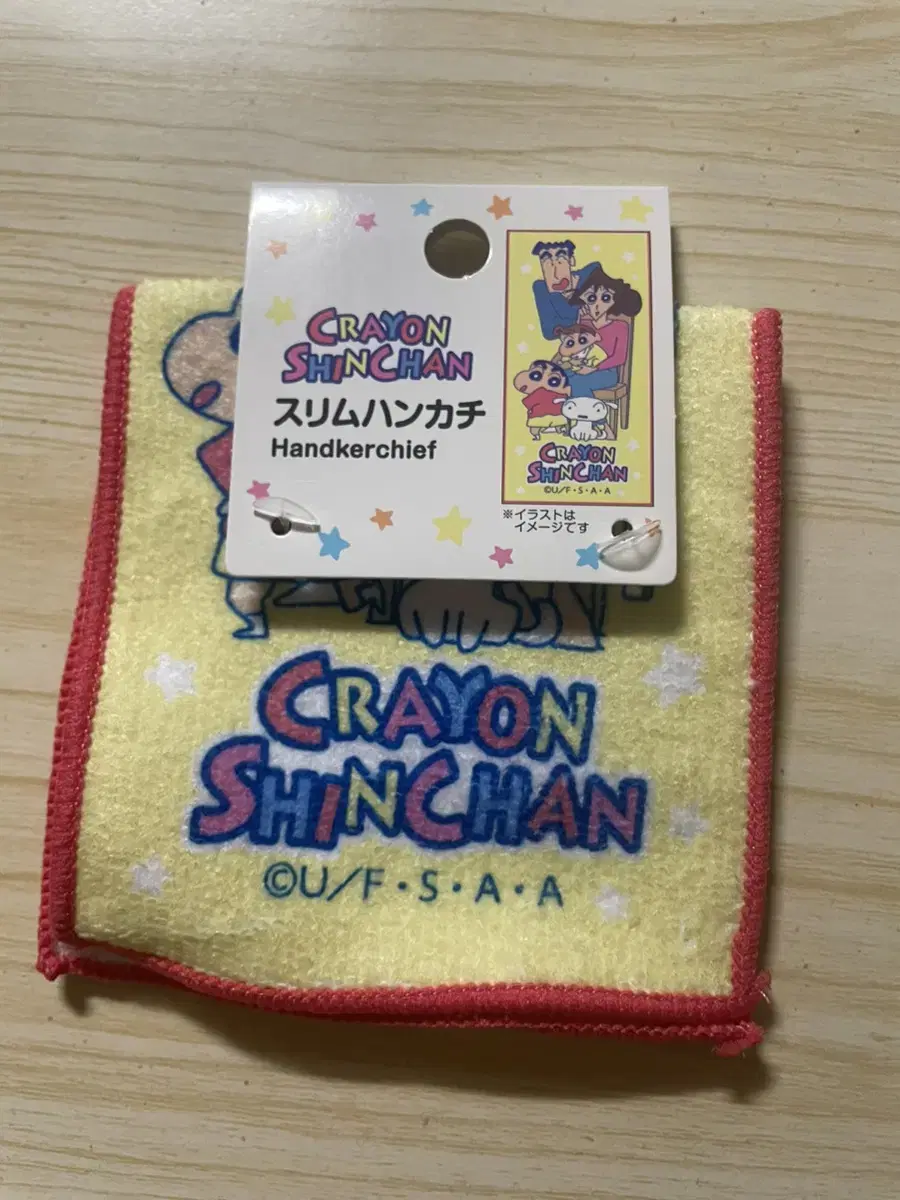 CRAYON
SHINCHAN
スリムハンカチ
Handkerchief
CRAYON
SHINCHAN
©U/F・S・A・A
※イラストは
イメージです
CRAYON
SHINCHAN
©U/F・S・A・A